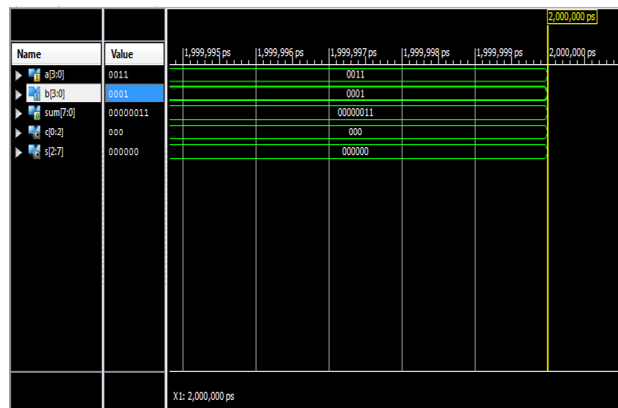 2,000,000 ps
Name Value 1,999,995 ps 1,999,996 ps 1,999,997 ps 1,999,998 ps 1,999,999 ps 2,000,000 ps
a[3:0] 0011 0011
b[3:0] 0001 0001
sum[7:0] 00000011 00000011
c[0:2] 000 000
s[2:7] 000000 000000
X1: 2,000,000 ps